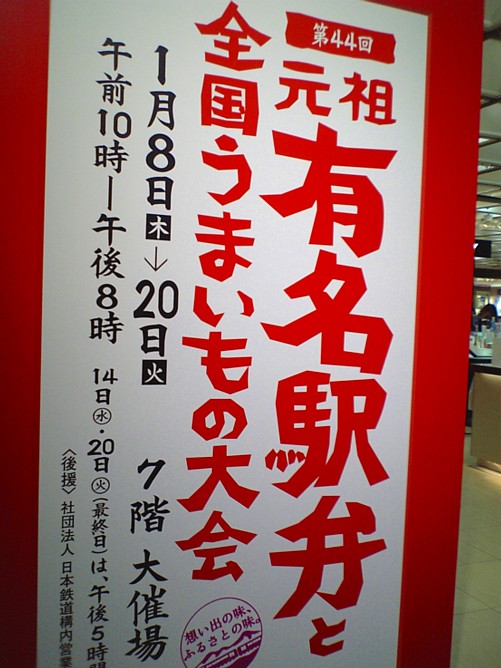 第44回
元祖
有名駅弁と
全国うまいもの大会
1月8日木→20日火
7階 大催場
午前10時―午後8時
14日㊌・20日㊋(最終日)は、午後5時
〈後援〉社団法人 日本鉄道構内営業
想い出の味、
ふるさとの味。